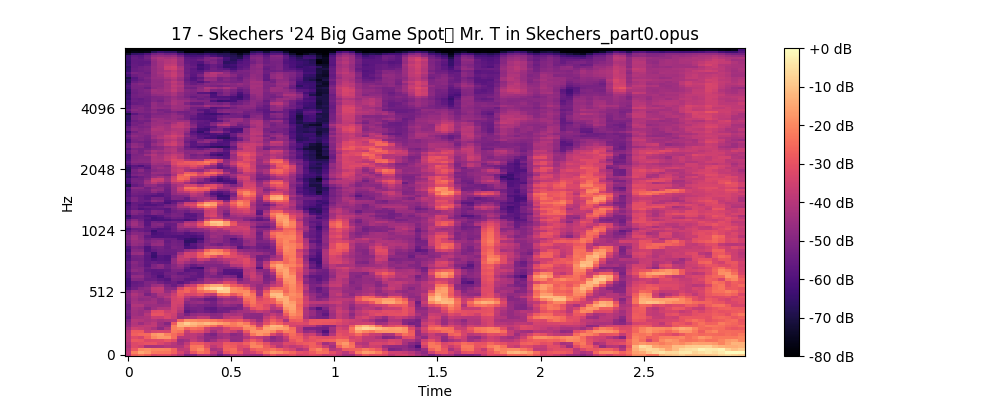 17 - Skechers '24 Big Game Spot Mr. T in Skechers_part0.opus
+0 dB
4096
-10 dB
-20 dB
2048
-30 dB
Hz
-40 dB
1024
-50 dB
512
-60 dB
-70 dB
0
-80 dB
0
0.5
1
1.5
2
2.5
Time